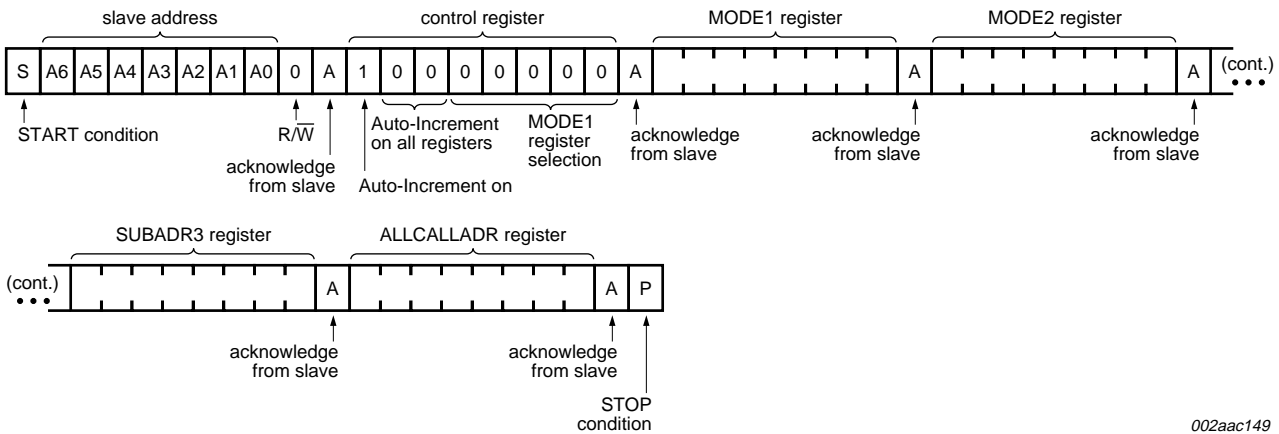 slave address control register MODE1 register MODE2 register
S A6 A5 A4 A3 A2 A1 A0 0 A 1 0 0 0 0 0 0 0 A A A (cont.)
START condition R/W̅ Auto-Increment MODE1 acknowledge acknowledge acknowledge
on all registers register from slave from slave from slave
acknowledge selection
from slave Auto-Increment on
SUBADR3 register ALLCALLADR register
(cont.) A A P
acknowledge acknowledge
from slave from slave
STOP
condition
002aac149